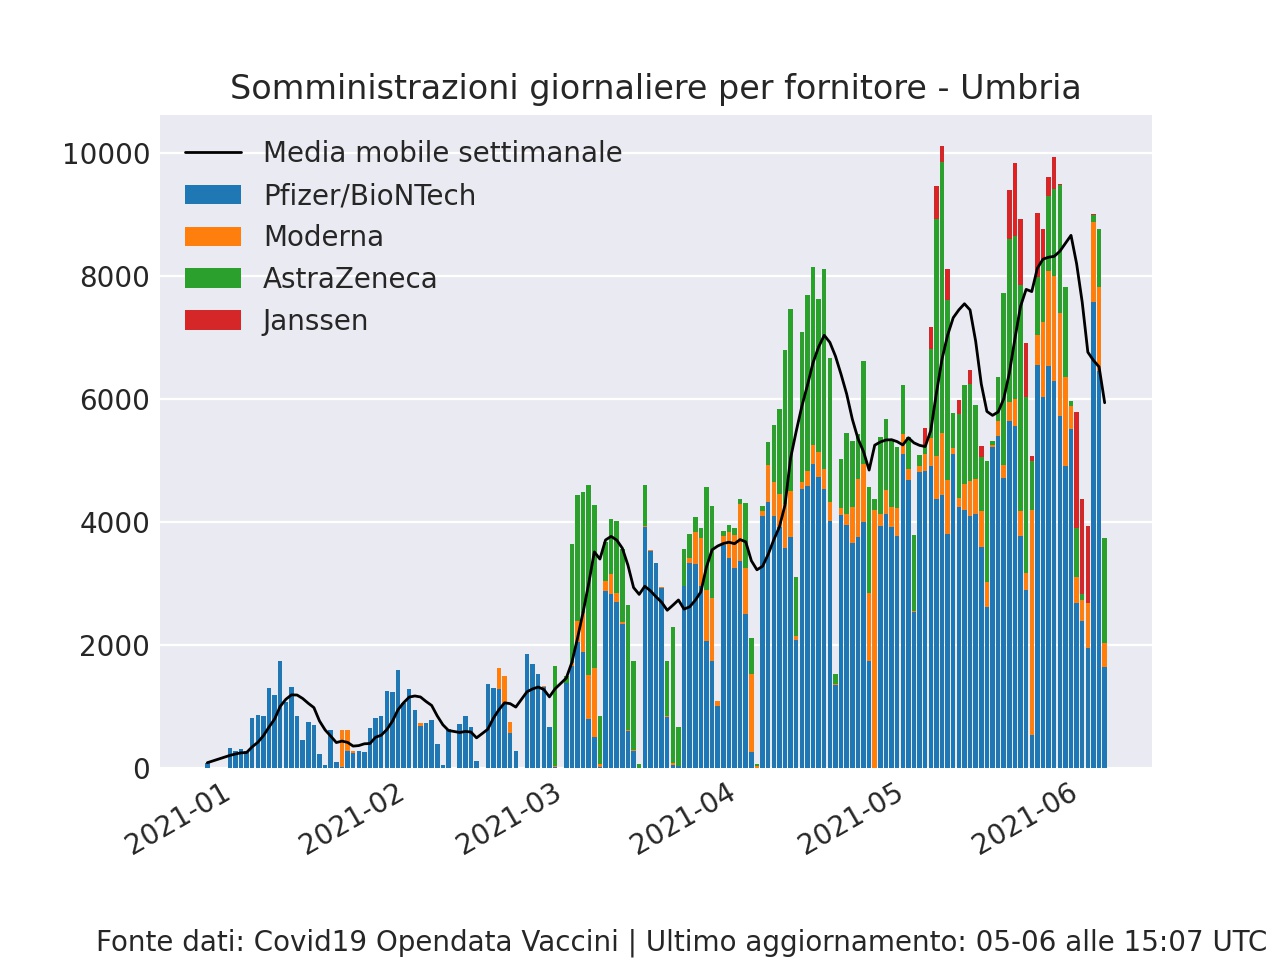 Somministrazioni giornaliere per fornitore - Umbria
Media mobile settimanale
Pfizer/BioNTech
Moderna
AstraZeneca
Janssen
10000
8000
6000
4000
2000
0
2021-01
2021-02
2021-03
2021-04
2021-05
2021-06
Fonte dati: Covid19 Opendata Vaccini | Ultimo aggiornamento: 05-06 alle 15:07 UTC